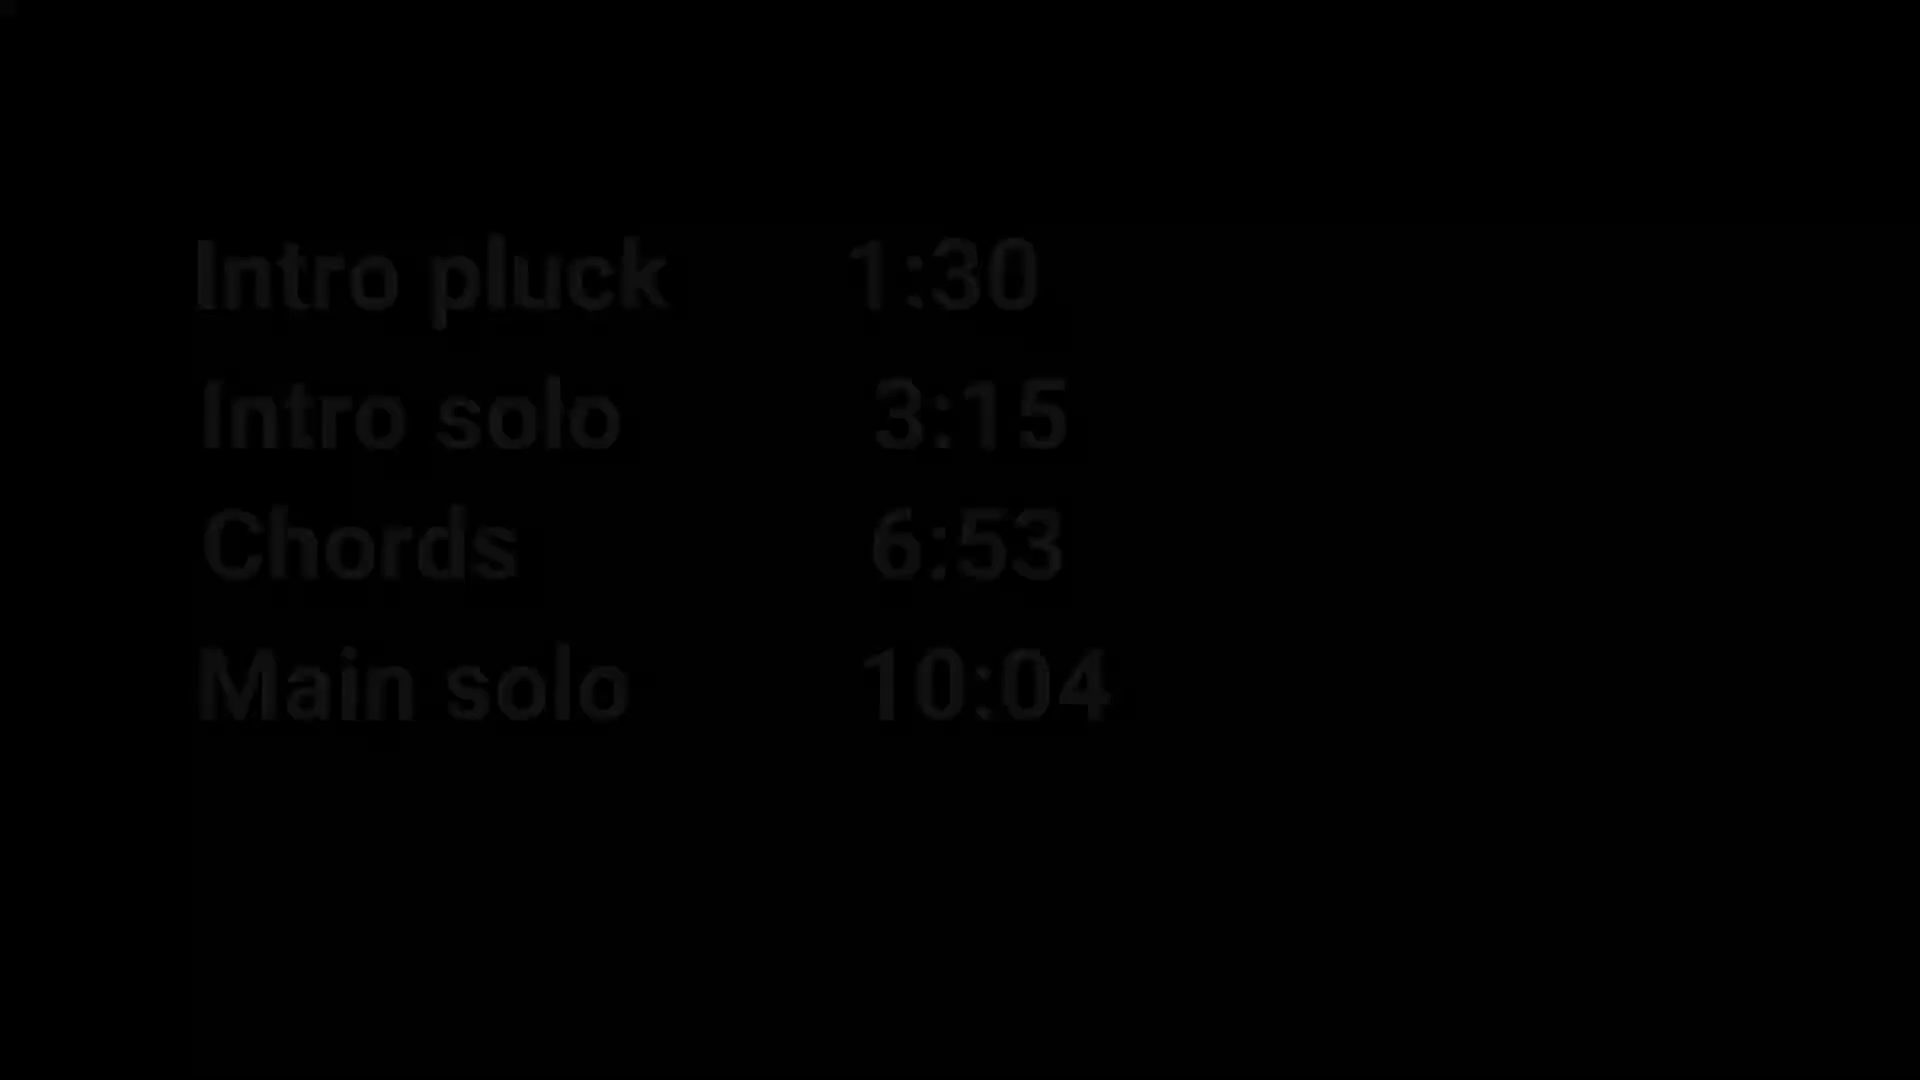 Intro pluck 1:30
Intro solo 3:15
Chords 6:53
Main solo 10:04